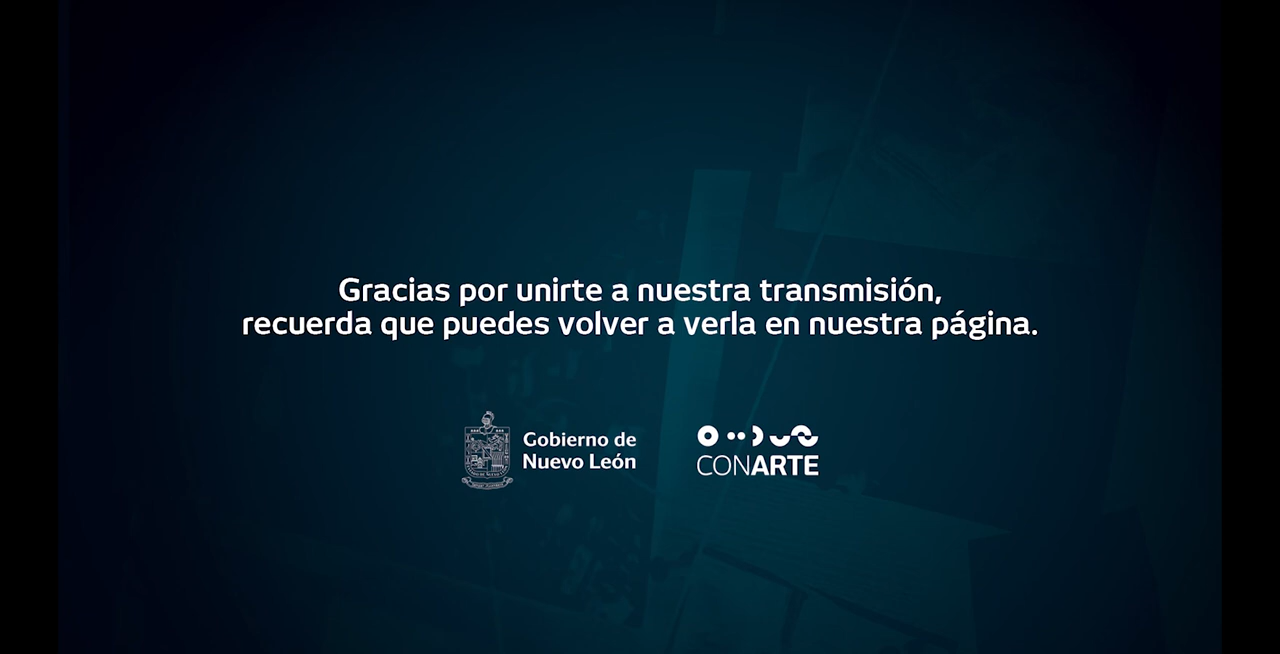 Gracias por unirte a nuestra transmisión,
recuerda que puedes volver a verla en nuestra página.
Gobierno de
Nuevo León
CONARTE